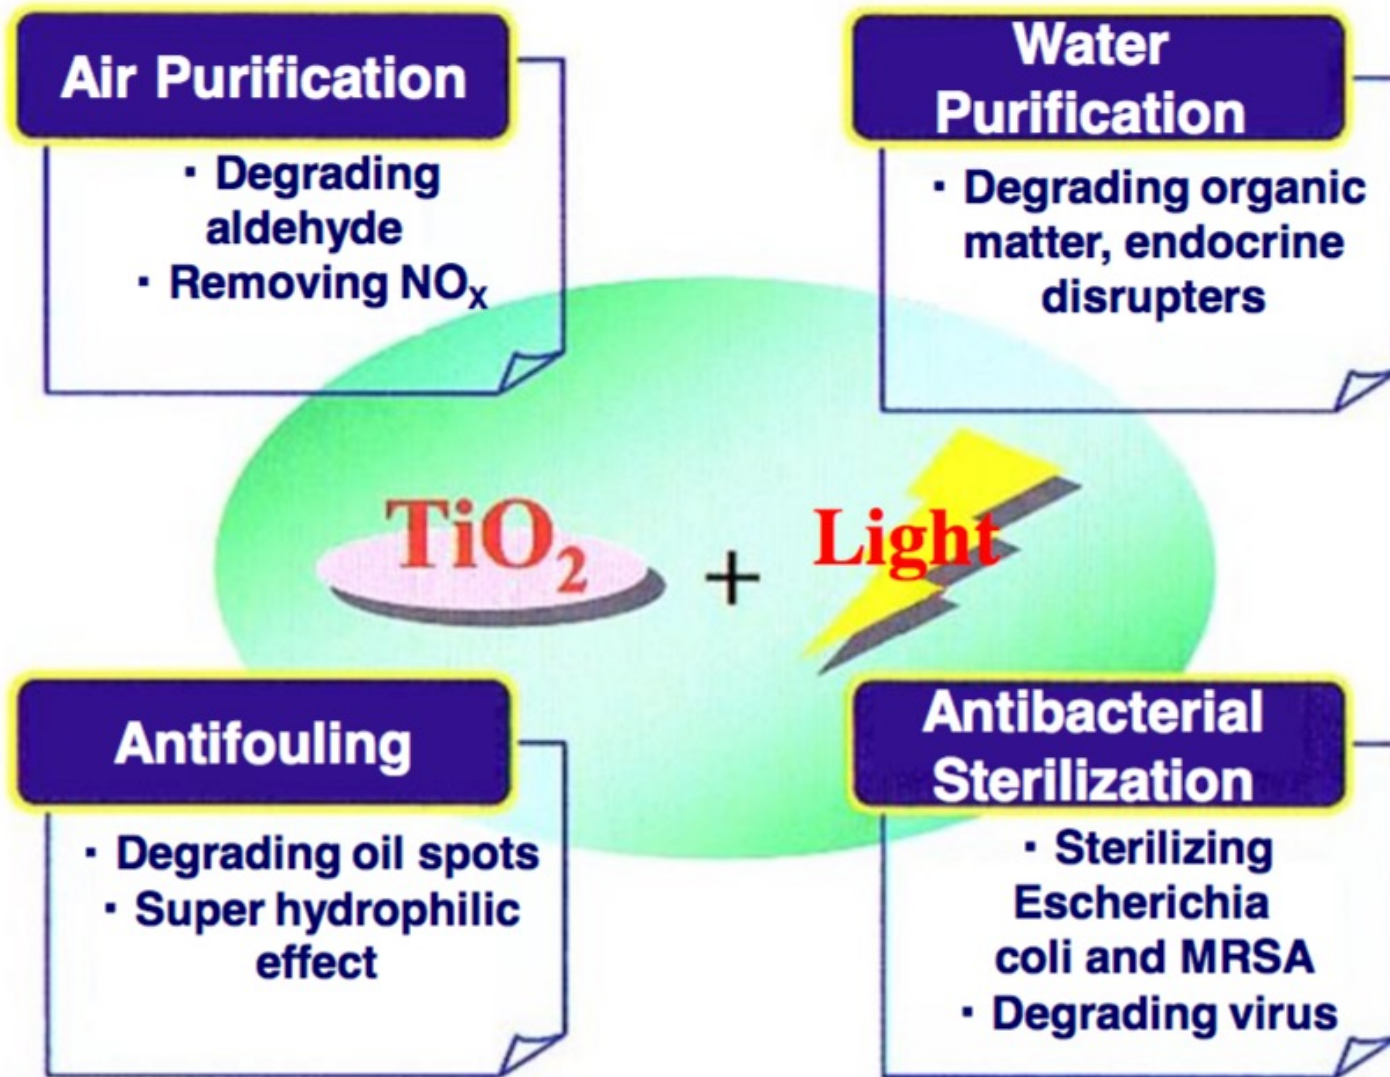 Air Purification
· Degrading
aldehyde
· Removing NOX
Water
Purification
· Degrading organic
matter, endocrine
disrupters
TiO2
+
Light
Antifouling
· Degrading oil spots
· Super hydrophilic
effect
Antibacterial
Sterilization
· Sterilizing
Escherichia
coli and MRSA
· Degrading virus